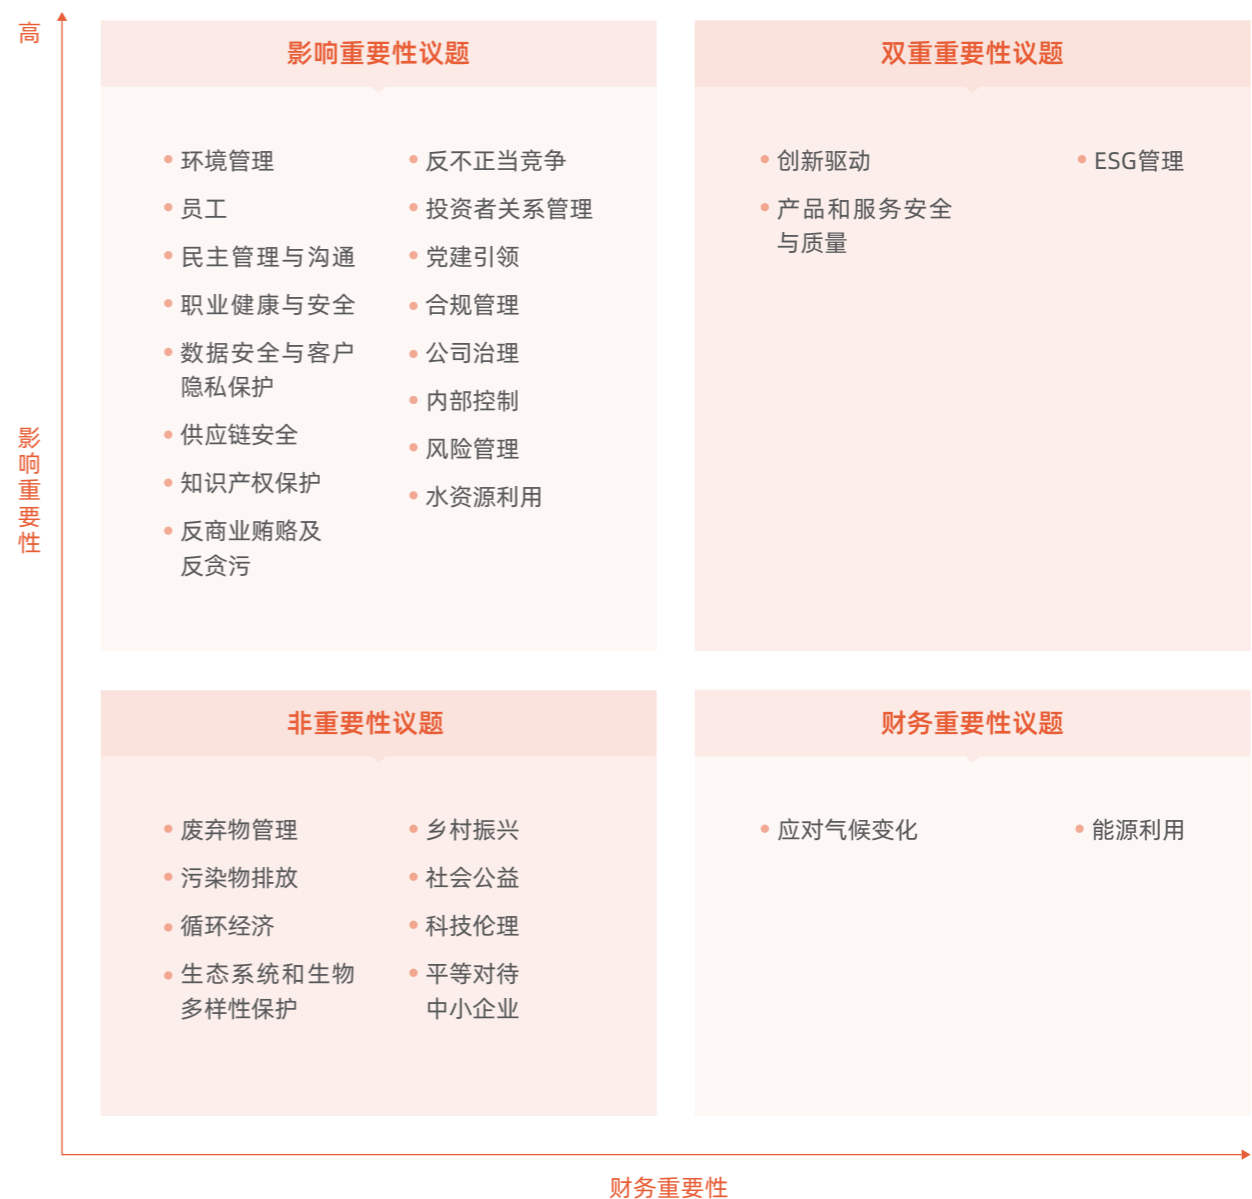 高
影响重要性
影响重要性议题
环境管理
员工
民主管理与沟通
职业健康与安全
数据安全与客户
隐私保护
供应链安全
知识产权保护
反商业贿赂及
反贪污
反不正当竞争
投资者关系管理
党建引领
合规管理
公司治理
内部控制
风险管理
水资源利用
双重重要性议题
创新驱动
产品和服务安全
与质量
ESG管理
非重要性议题
废弃物管理
污染物排放
循环经济
生态系统和生物
多样性保护
乡村振兴
社会公益
科技伦理
平等对待
中小企业
财务重要性议题
应对气候变化
能源利用
财务重要性